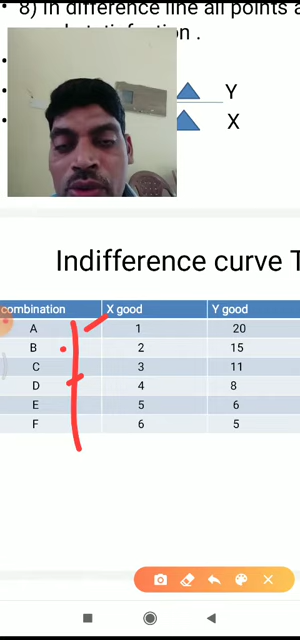 • 8) In difference line all points a
tion .
• Y
• X
Indifference curve T
combination X good Y good
A 1 20
B 2 15
C 3 11
D 4 8
E 5 6
F 6 5